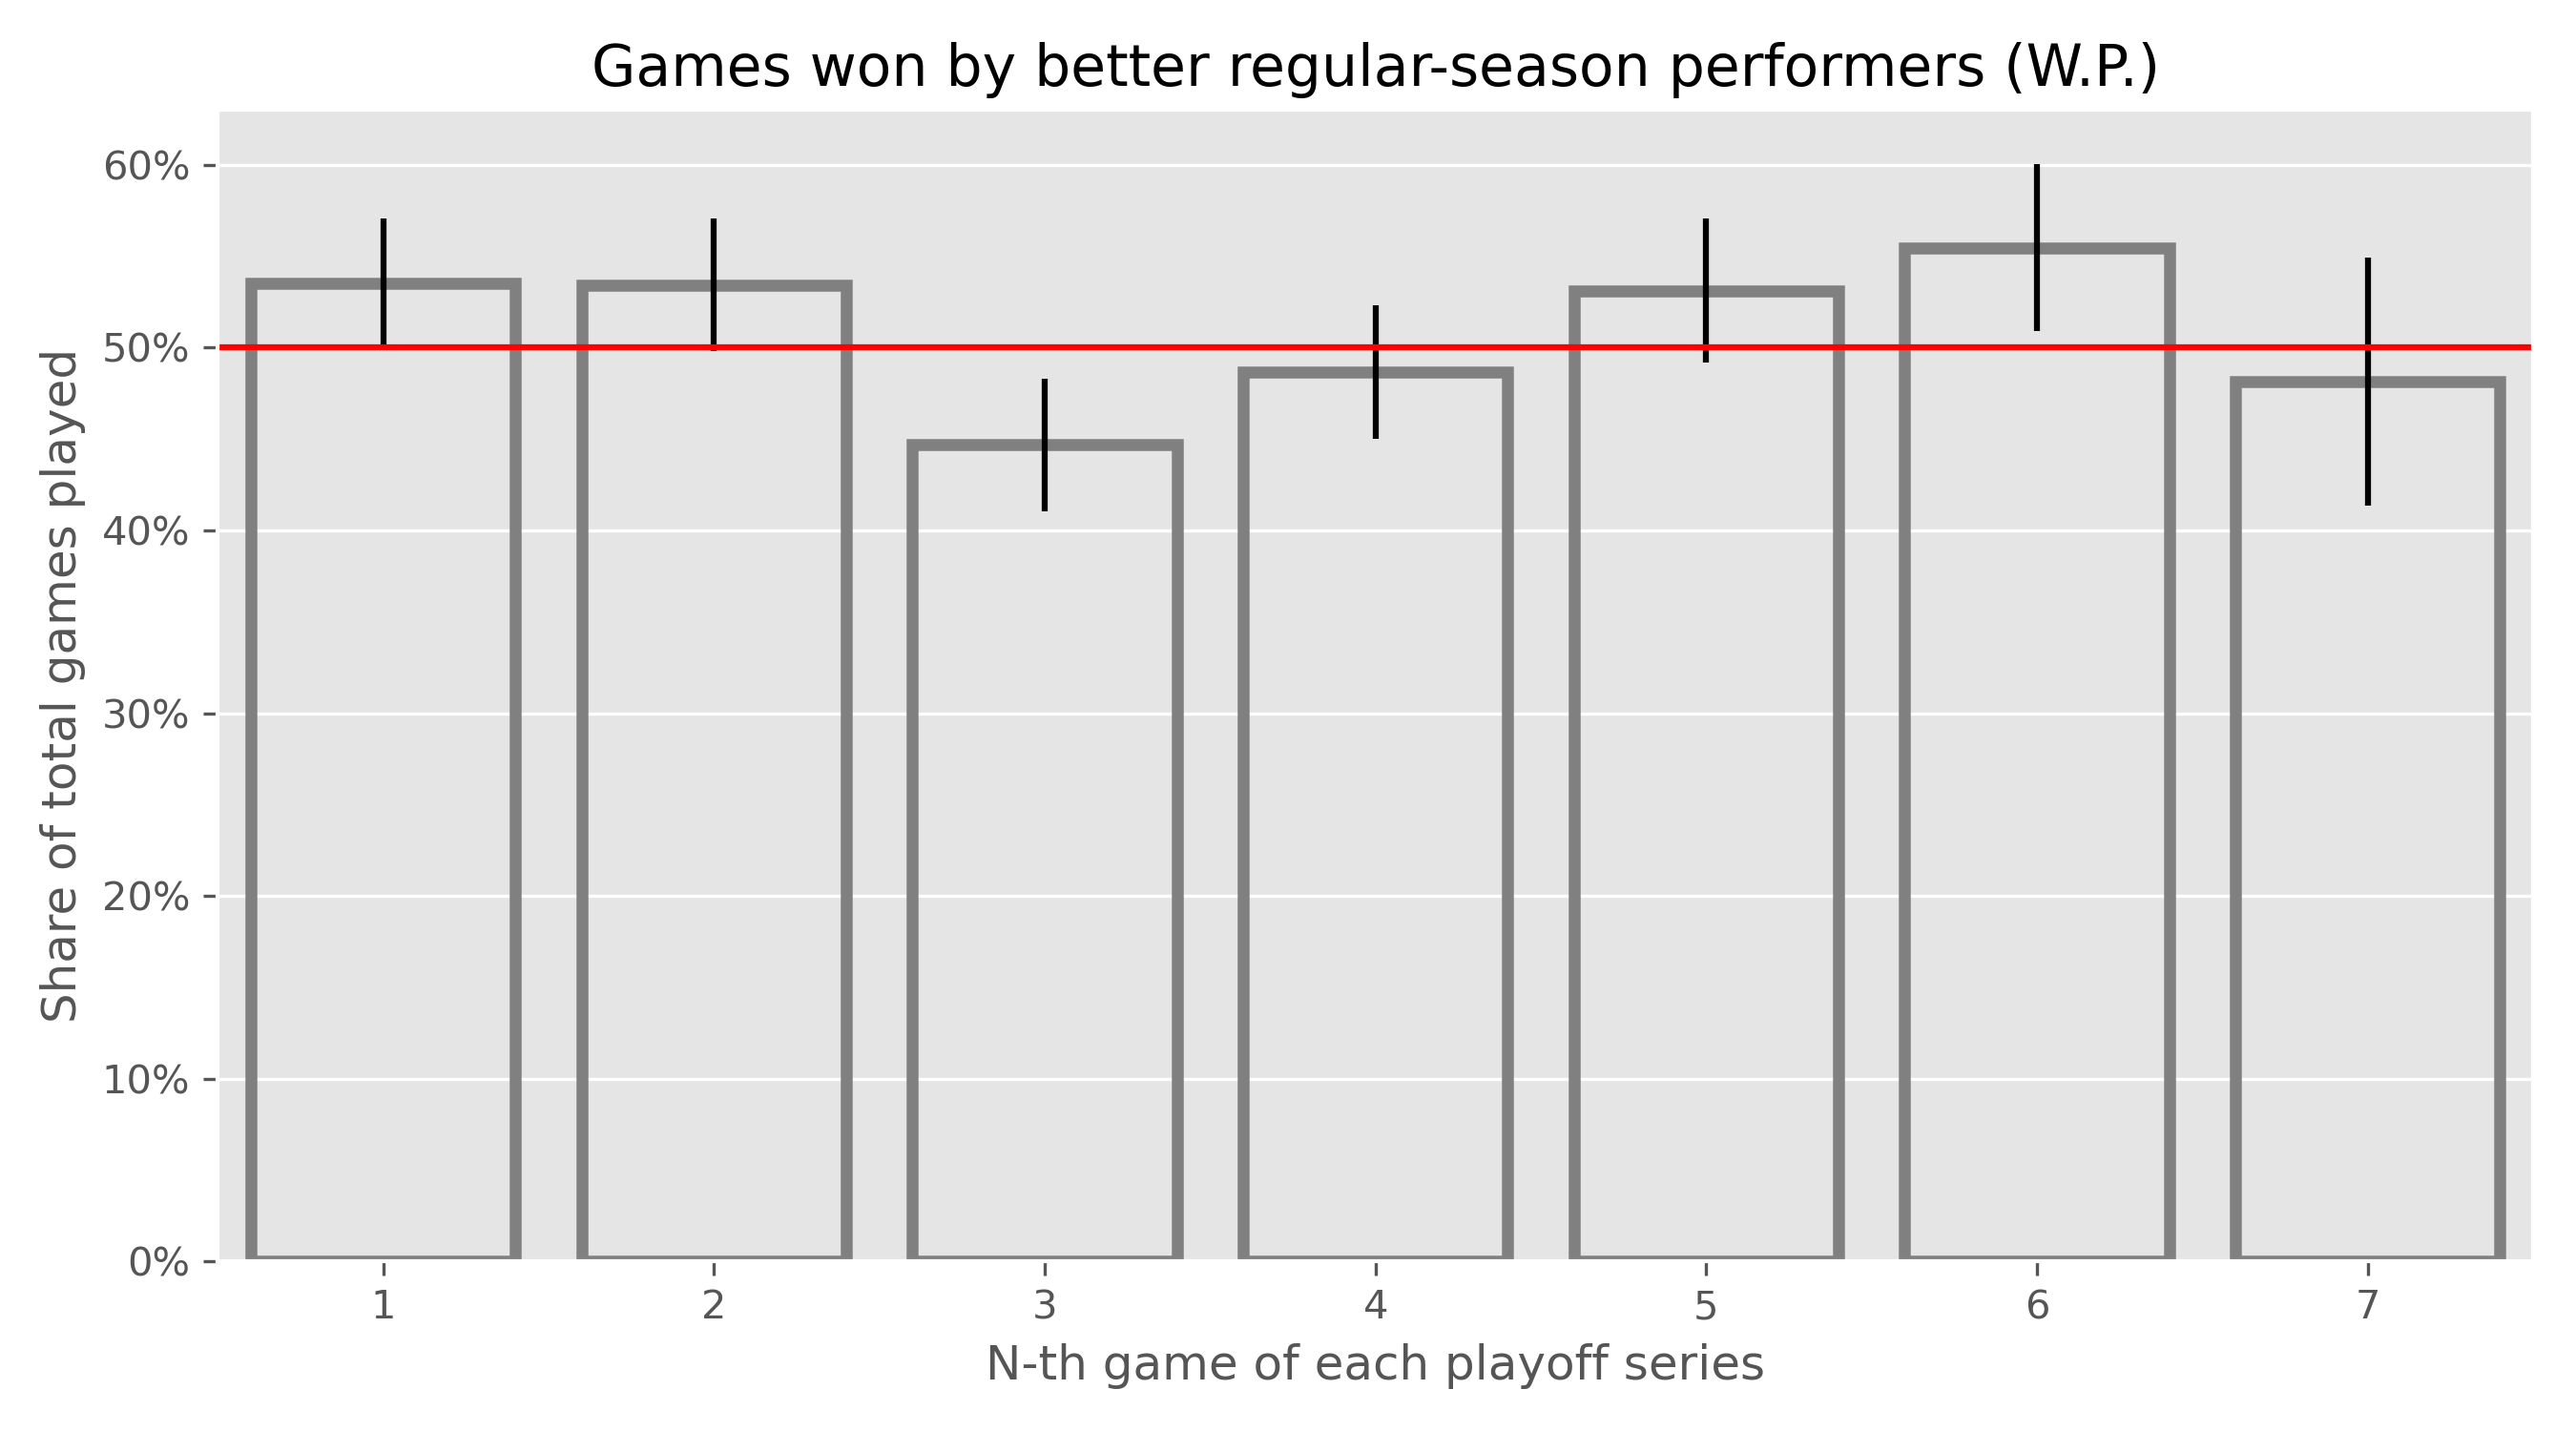 Games won by better regular-season performers (W.P.)
Share of total games played
60%
50%
40%
30%
20%
10%
0%
1 2 3 4 5 6 7
N-th game of each playoff series